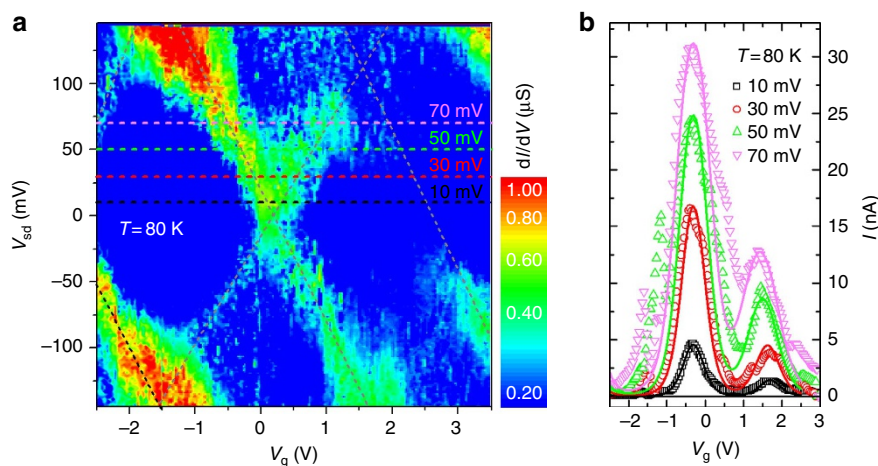 a
b
100
50
0
−50
−100
V_sd (mV)
70 mV
50 mV
30 mV
10 mV
T = 80 K
−2
−1
0
1
2
3
V_g (V)
dI/dV (μS)
1.00
0.80
0.60
0.40
0.20
T = 80 K
10 mV
30 mV
50 mV
70 mV
30
25
20
15
10
5
0
I (nA)
−2
−1
0
1
2
3
V_g (V)